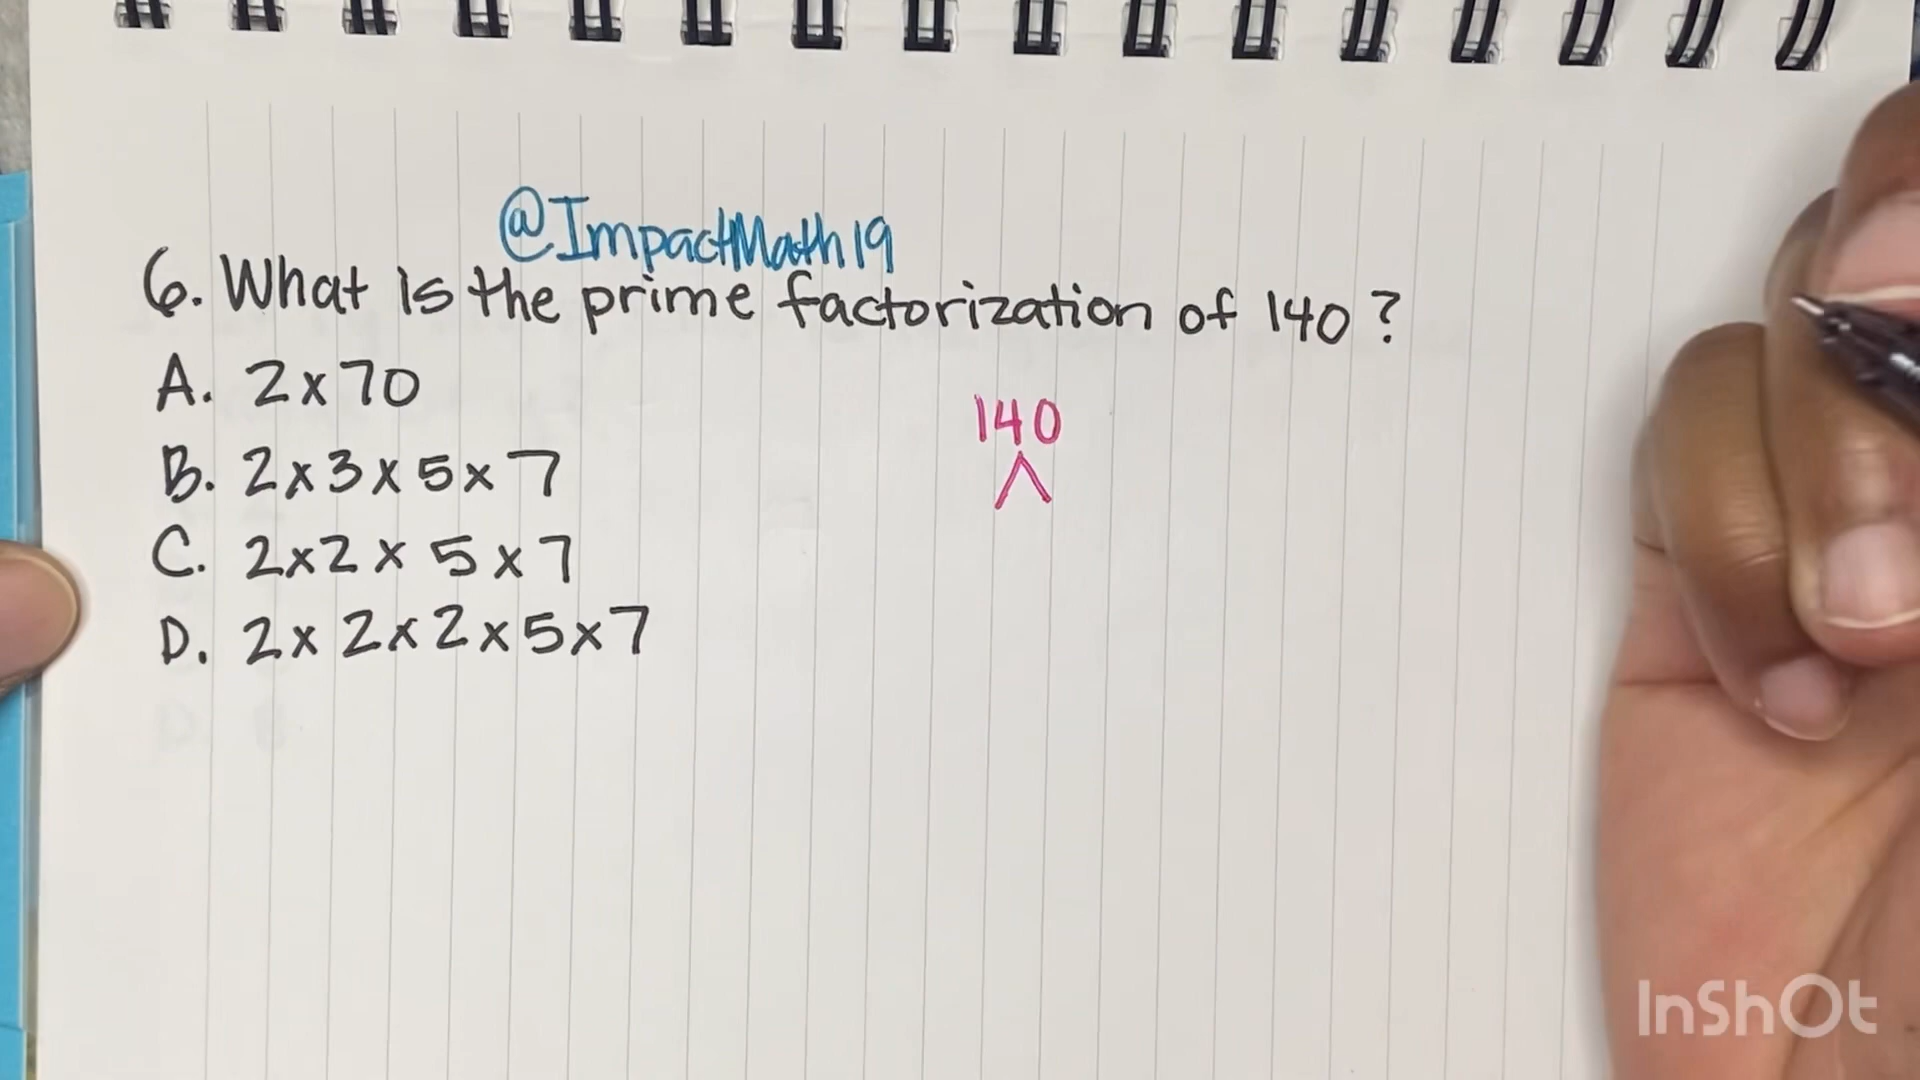 @ImpactMath19
6. What is the prime factorization of 140?
A. 2x70
B. 2x3x5x7
C. 2x2x5x7
D. 2x2x2x5x7
140
InShOt